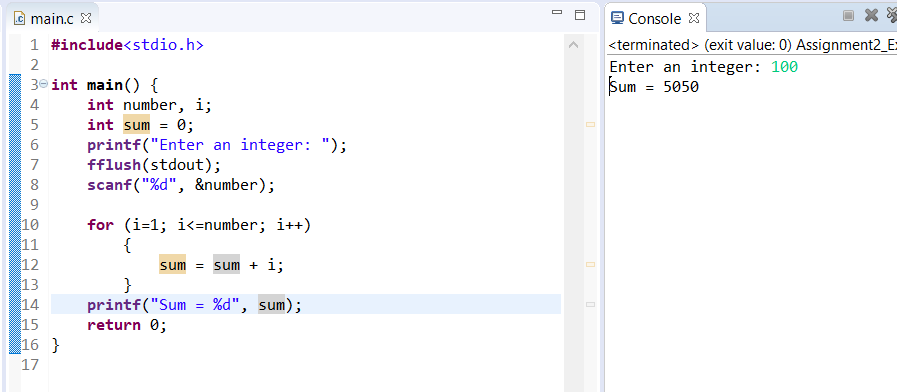 main.c
1 #include<stdio.h>
2
3 int main() {
4 int number, i;
5 int sum = 0;
6 printf("Enter an integer: ");
7 fflush(stdout);
8 scanf("%d", &number);
9
10 for (i=1; i<=number; i++)
11 {
12 sum = sum + i;
13 }
14 printf("Sum = %d", sum);
15 return 0;
16 }
17
Console
<terminated> (exit value: 0) Assignment2_E
Enter an integer: 100
Sum = 5050